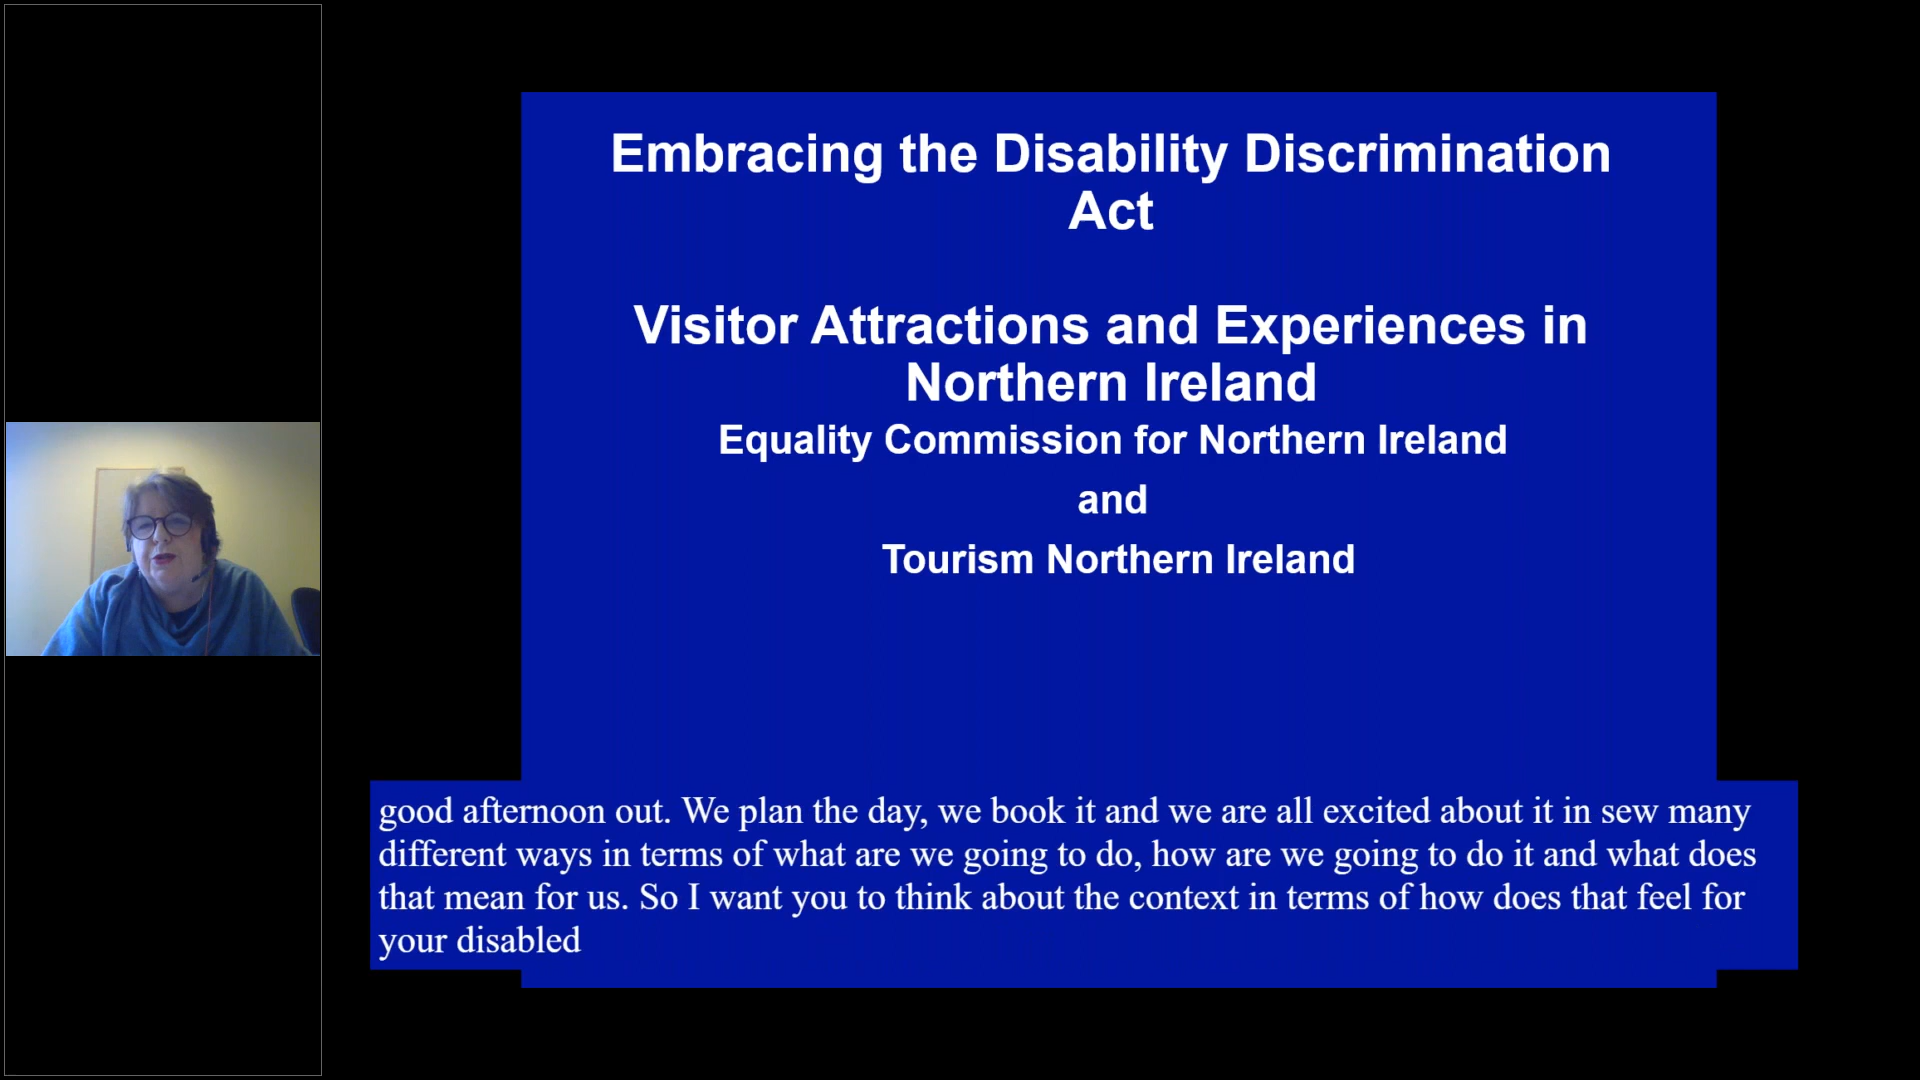 Embracing the Disability Discrimination
Act
Visitor Attractions and Experiences in
Northern Ireland
Equality Commission for Northern Ireland
and
Tourism Northern Ireland
good afternoon out. We plan the day, we book it and we are all excited about it in sew many
different ways in terms of what are we going to do, how are we going to do it and what does
that mean for us. So I want you to think about the context in terms of how does that feel for
your disabled